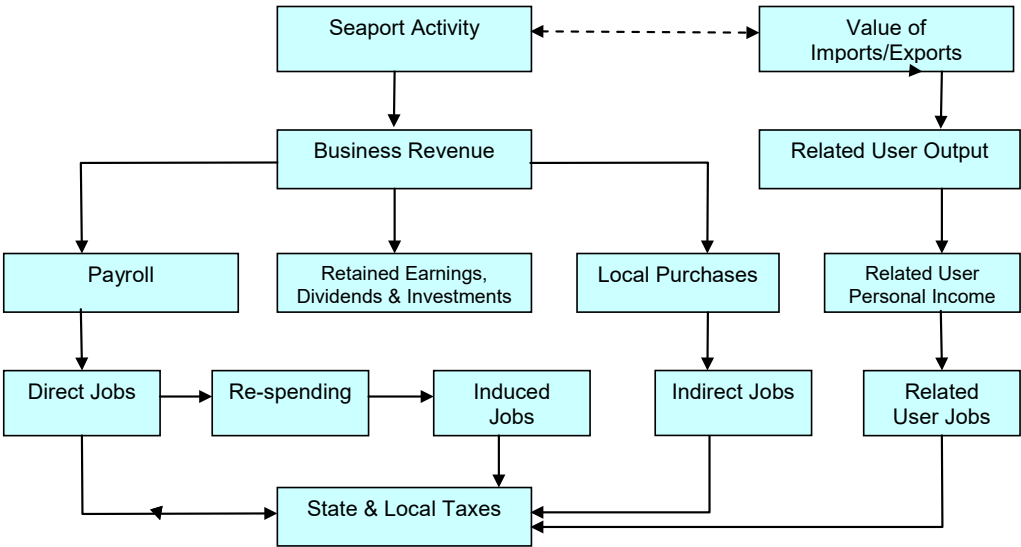 Seaport Activity
Value of
Imports/Exports
Business Revenue
Related User Output
Payroll
Retained Earnings,
Dividends & Investments
Local Purchases
Related User
Personal Income
Direct Jobs
Re-spending
Induced
Jobs
Indirect Jobs
Related
User Jobs
State & Local Taxes